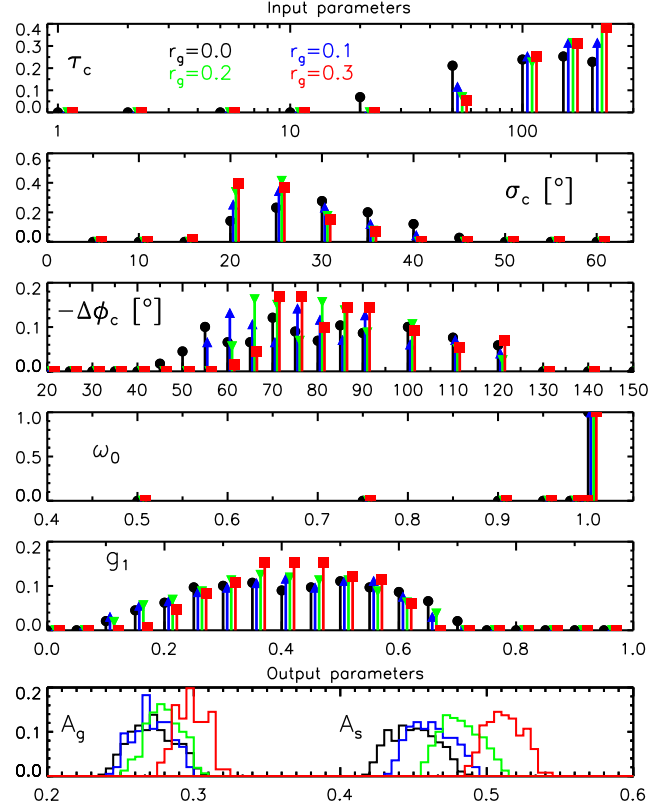 Input parameters
0.4
0.3
0.2
0.1
0.0
τc
rg=0.0 rg=0.1
rg=0.2 rg=0.3
1 10 100
0.6
0.4
0.2
0.0
σc [°]
0 10 20 30 40 50 60
0.2
0.1
0.0
−Δϕc [°]
20 30 40 50 60 70 80 90 100 110 120 130 140 150
1.0
0.5
0.0
ω0
0.4 0.5 0.6 0.7 0.8 0.9 1.0
0.2
0.1
0.0
g1
0.0 0.2 0.4 0.6 0.8 1.0
Output parameters
0.2
0.1
0.0
Ag As
0.2 0.3 0.4 0.5 0.6